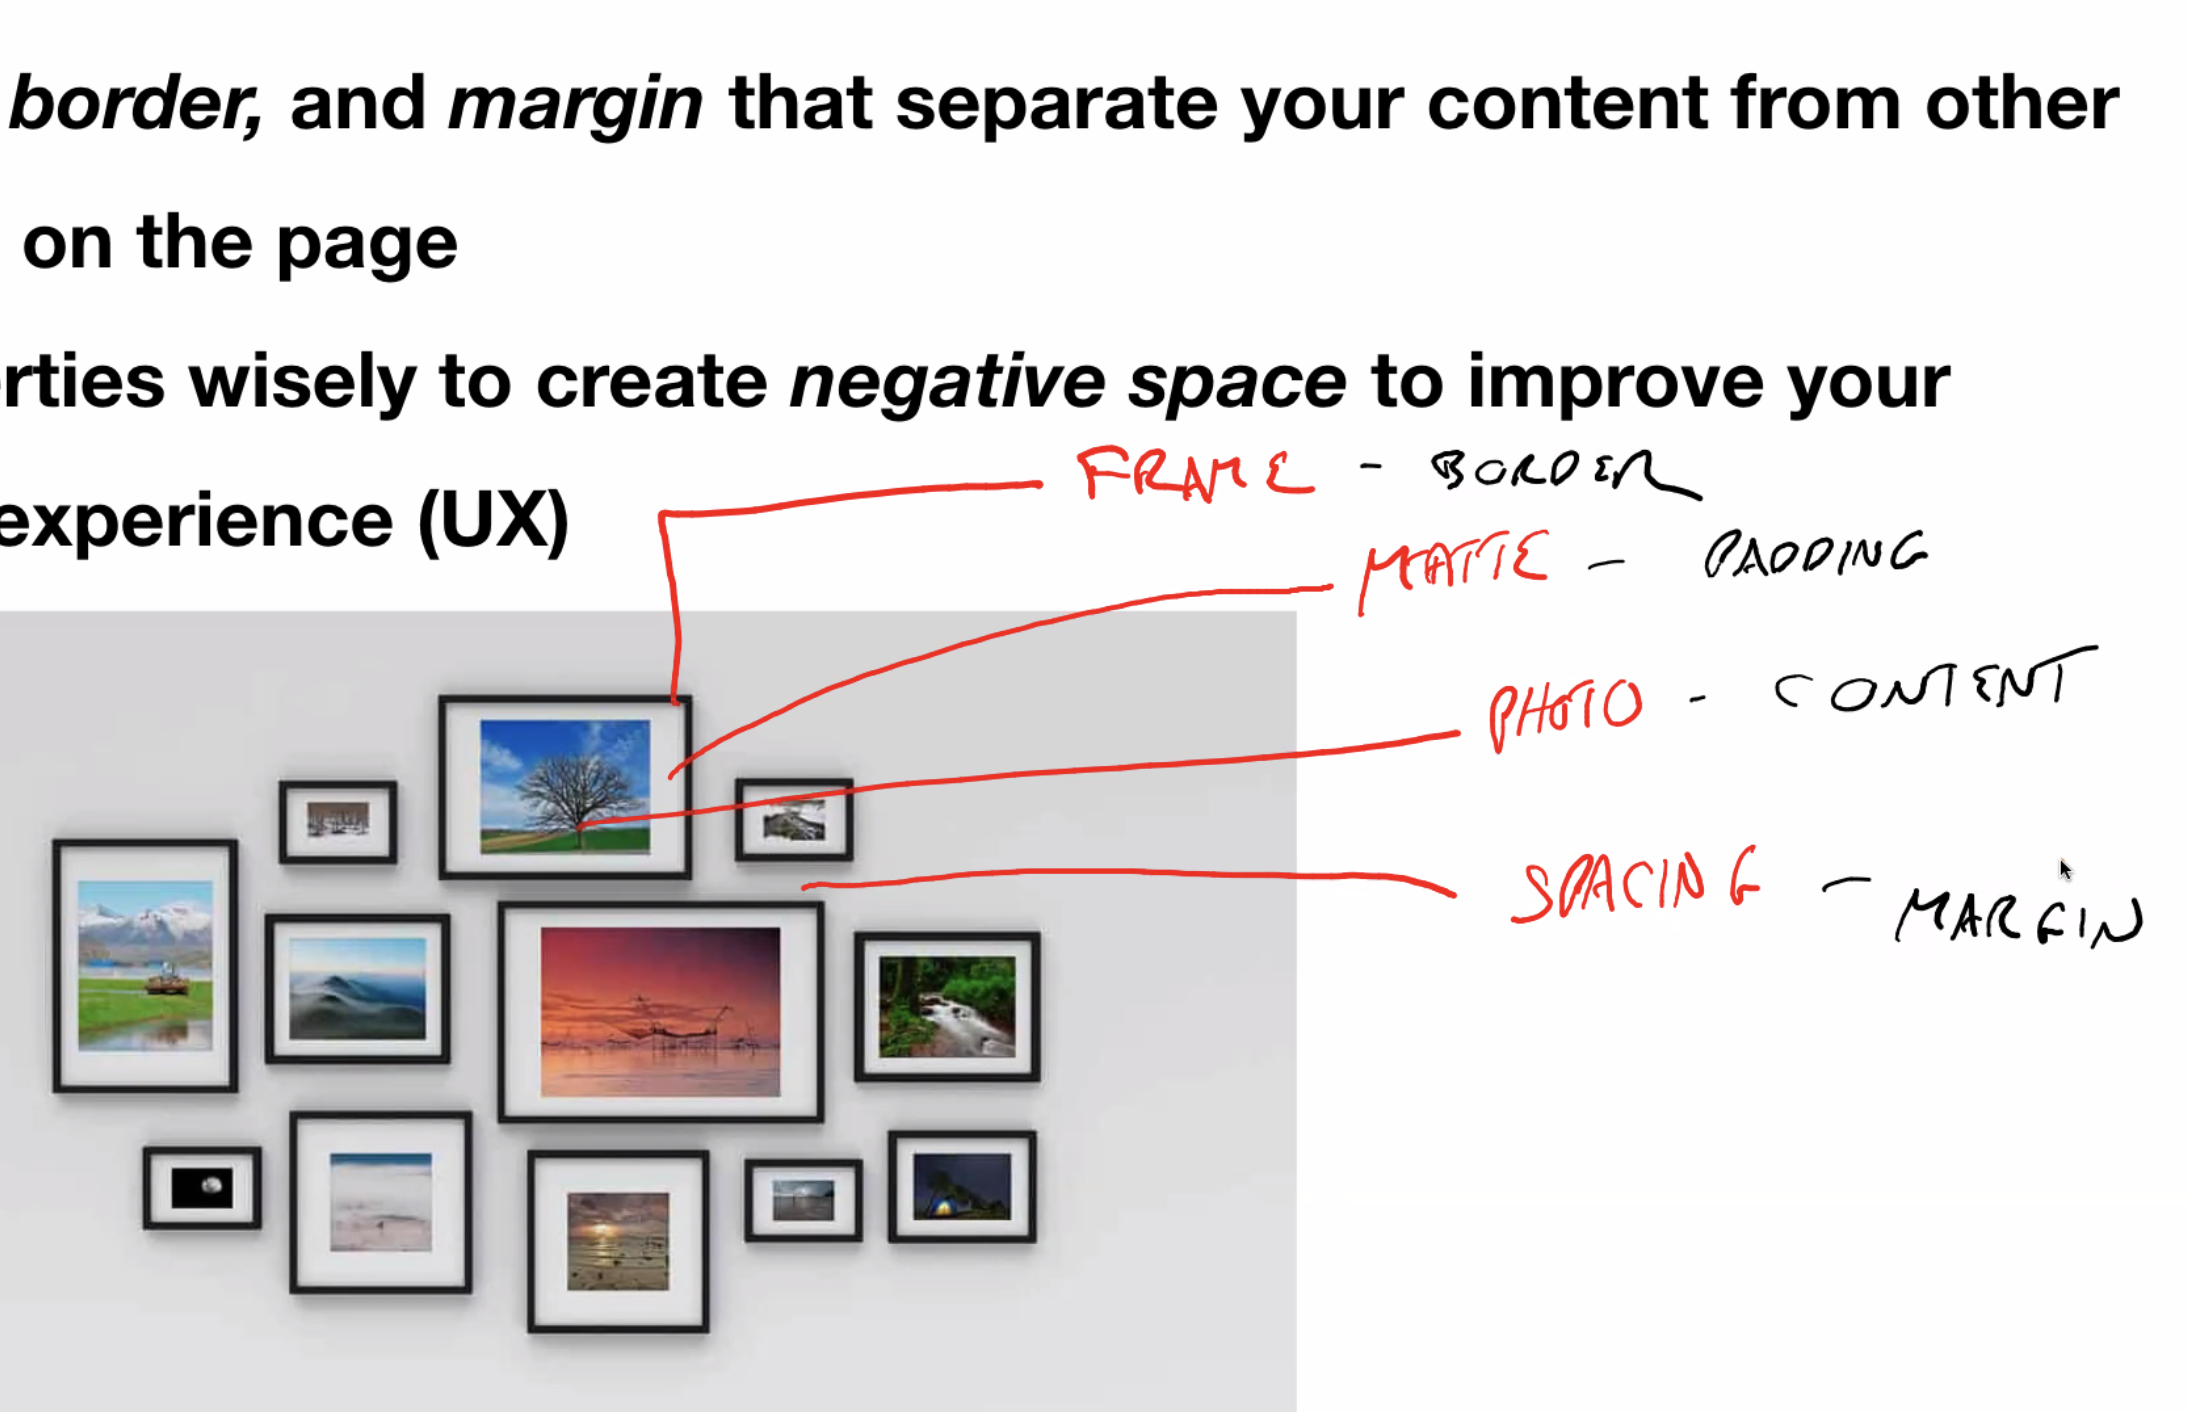 border, and margin that separate your content from other
on the page
erties wisely to create negative space to improve your
experience (UX)
FRAME - BORDER
MATTE - PADDING
PHOTO - CONTENT
SPACING - MARGIN